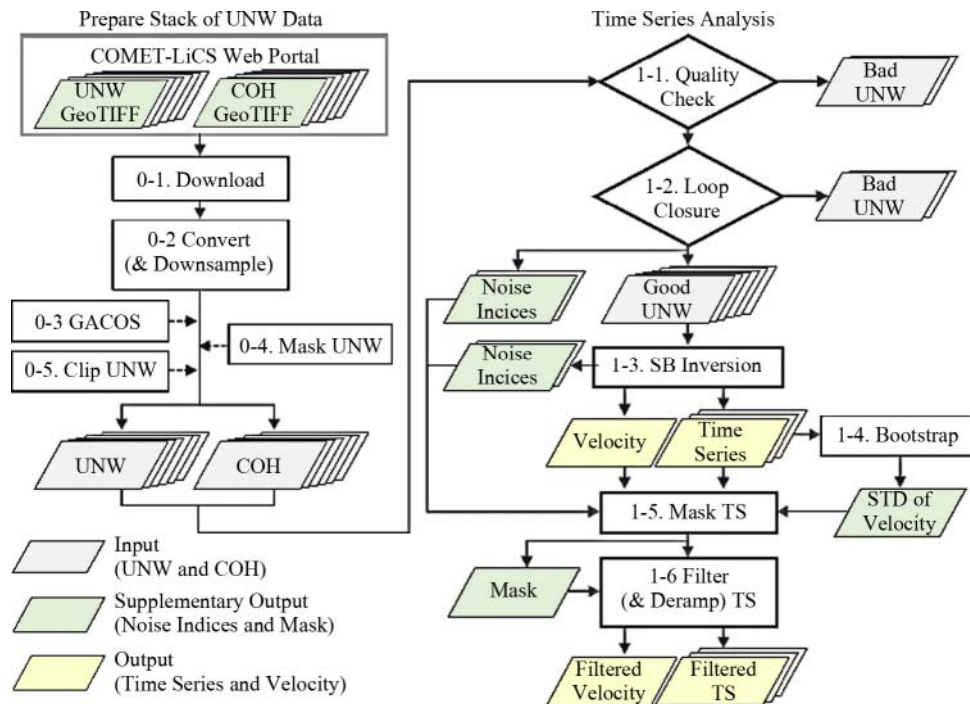 Prepare Stack of UNW Data
COMET-LiCS Web Portal
UNW
GeoTIFF
COH
GeoTIFF
0-1. Download
0-2 Convert
(& Downsample)
0-3 GACOS
0-4. Mask UNW
0-5. Clip UNW
UNW
COH
Input
(UNW and COH)
Supplementary Output
(Noise Indices and Mask)
Output
(Time Series and Velocity)
Time Series Analysis
1-1. Quality
Check
Bad
UNW
1-2. Loop
Closure
Bad
UNW
Noise
Incices
Good
UNW
Noise
Incices
1-3. SB Inversion
Velocity
Time
Series
1-4. Bootstrap
STD of
Velocity
1-5. Mask TS
Mask
1-6 Filter
(& Deramp) TS
Filtered
Velocity
Filtered
TS